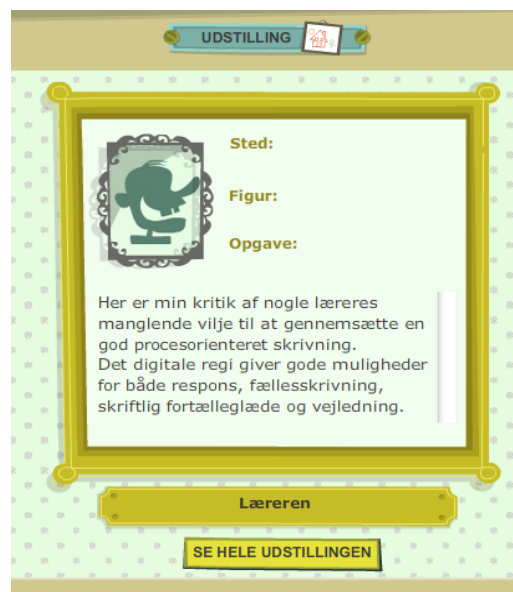 UDSTILLING
Sted:
Figur:
Opgave:
Her er min kritik af nogle læreres
manglende vilje til at gennemsætte en
god procesorienteret skrivning.
Det digitale regi giver gode muligheder
for både respons, fællesskrivning,
skriftlig fortælleglæde og vejledning.
Læreren
SE HELE UDSTILLINGEN